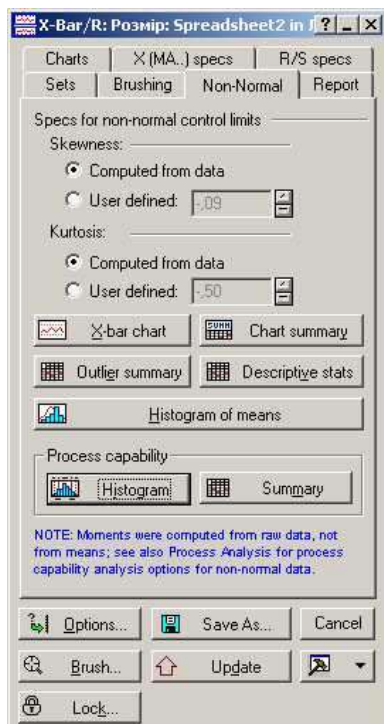 X-Bar/R: Розмір: Spreadsheet2 in Л
Charts X (MA..) specs R/S specs
Sets Brushing Non-Normal Report
Specs for non-normal control limits
Skewness:
Computed from data
User defined: -,09
Kurtosis:
Computed from data
User defined: -,50
X-bar chart Chart summary
Outlier summary Descriptive stats
Histogram of means
Process capability
Histogram Summary
NOTE: Moments were computed from raw data, not
from means; see also Process Analysis for process
capability analysis options for non-normal data.
Options... Save As... Cancel
Brush... Update
Lock...